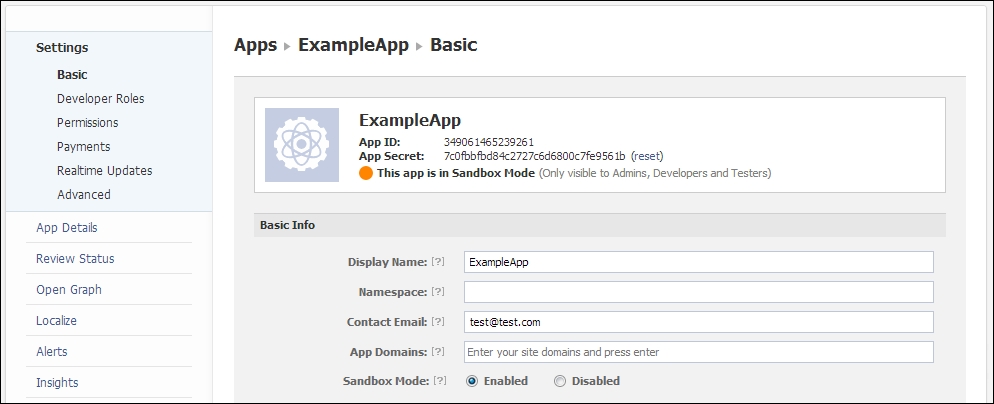 Settings
Basic
Developer Roles
Permissions
Payments
Realtime Updates
Advanced
App Details
Review Status
Open Graph
Localize
Alerts
Insights
Apps ▸ ExampleApp ▸ Basic
ExampleApp
App ID: 349061465239261
App Secret: 7c0fbbfbd84c2727c6d6800c7fe9561b (reset)
This app is in Sandbox Mode (Only visible to Admins, Developers and Testers)
Basic Info
Display Name: [?] ExampleApp
Namespace: [?]
Contact Email: [?] test@test.com
App Domains: [?] Enter your site domains and press enter
Sandbox Mode: [?] Enabled Disabled